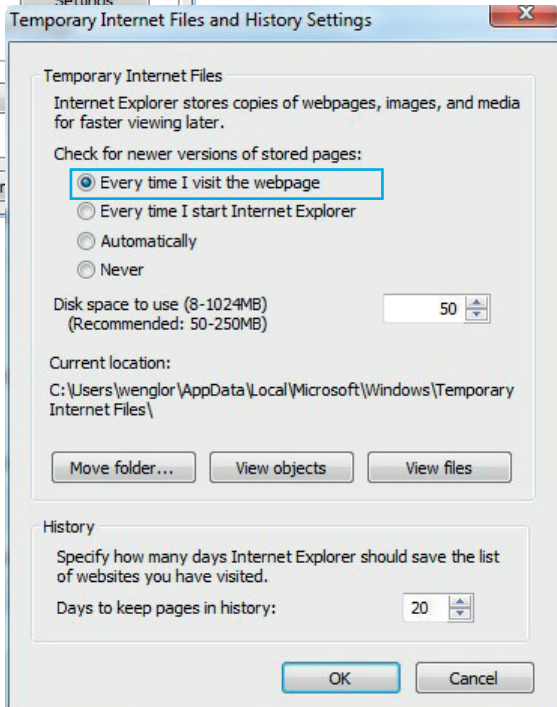 Settings
Temporary Internet Files and History Settings
Temporary Internet Files
Internet Explorer stores copies of webpages, images, and media
for faster viewing later.
Check for newer versions of stored pages:
Every time I visit the webpage
Every time I start Internet Explorer
Automatically
Never
Disk space to use (8-1024MB)
(Recommended: 50-250MB)
50
Current location:
C:\Users\wenglor\AppData\Local\Microsoft\Windows\Temporary
Internet Files\
Move folder... View objects View files
History
Specify how many days Internet Explorer should save the list
of websites you have visited.
Days to keep pages in history: 20
OK Cancel